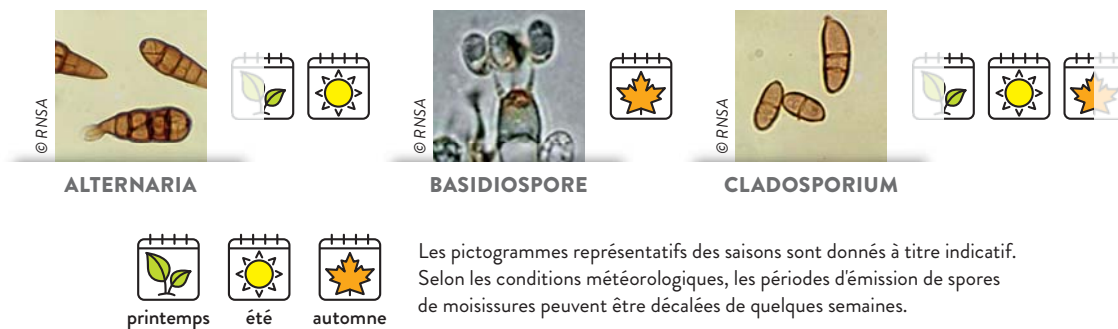 © RNSA
© RNSA
© RNSA
ALTERNARIA
BASIDIOSPORE
CLADOSPORIUM
printemps
été
automne
Les pictogrammes représentatifs des saisons sont donnés à titre indicatif.
Selon les conditions météorologiques, les périodes d'émission de spores
de moisissures peuvent être décalées de quelques semaines.